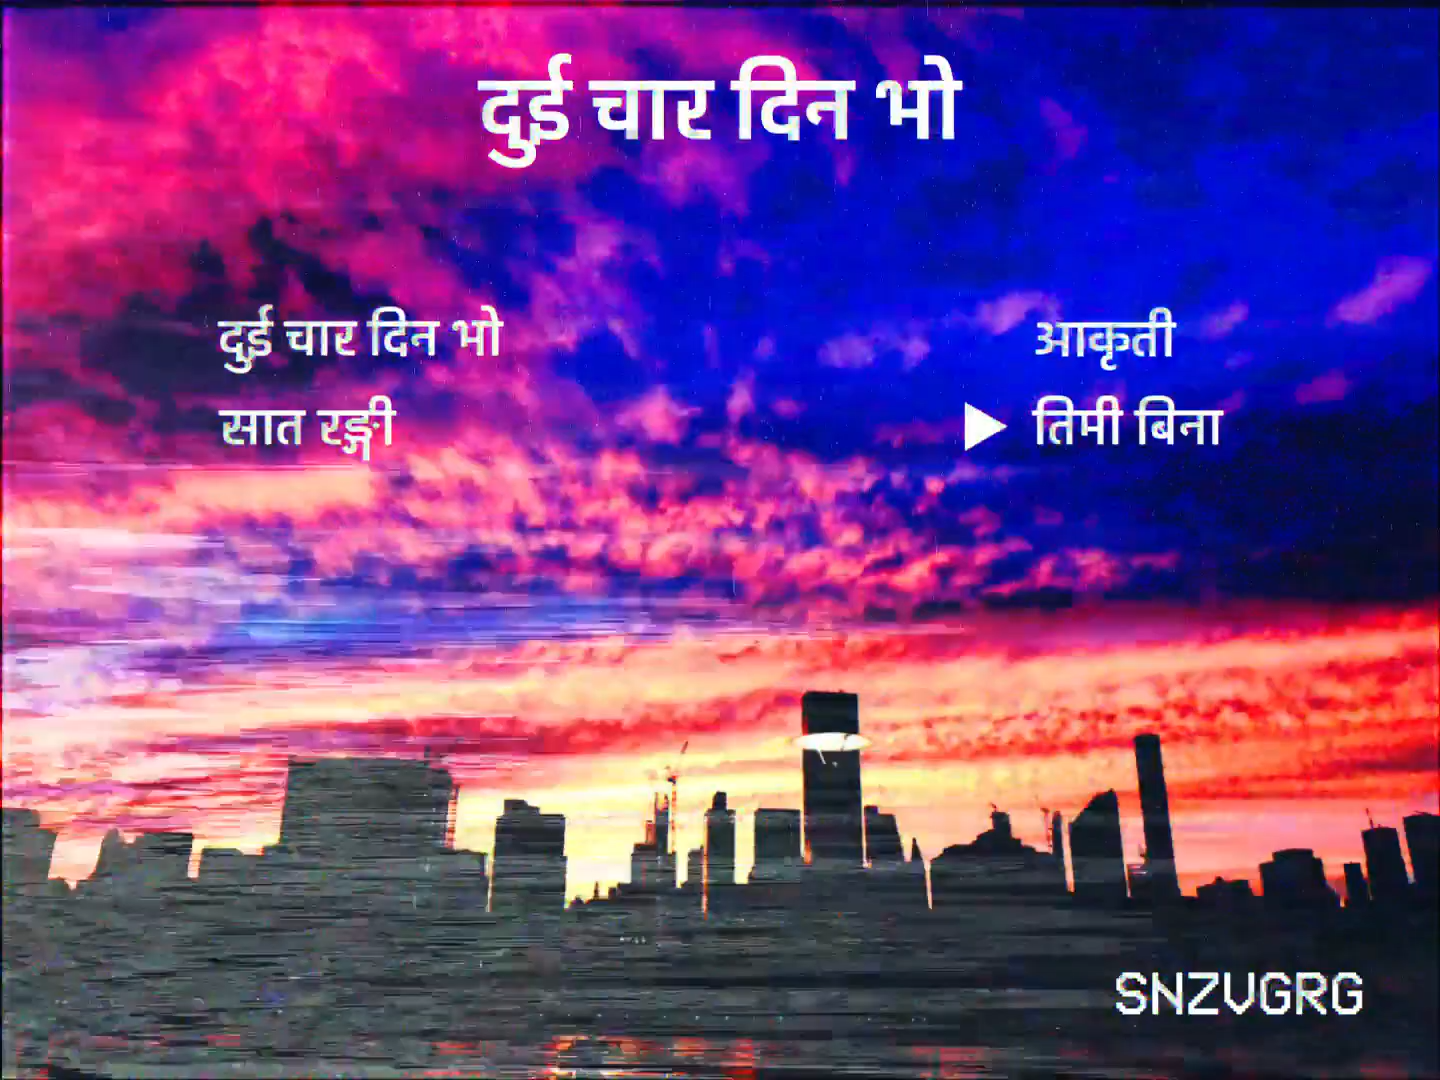 दुई चार दिन भो
दुई चार दिन भो
सात रङ्गी
आकृती
तिमी बिना
SNZVGRG